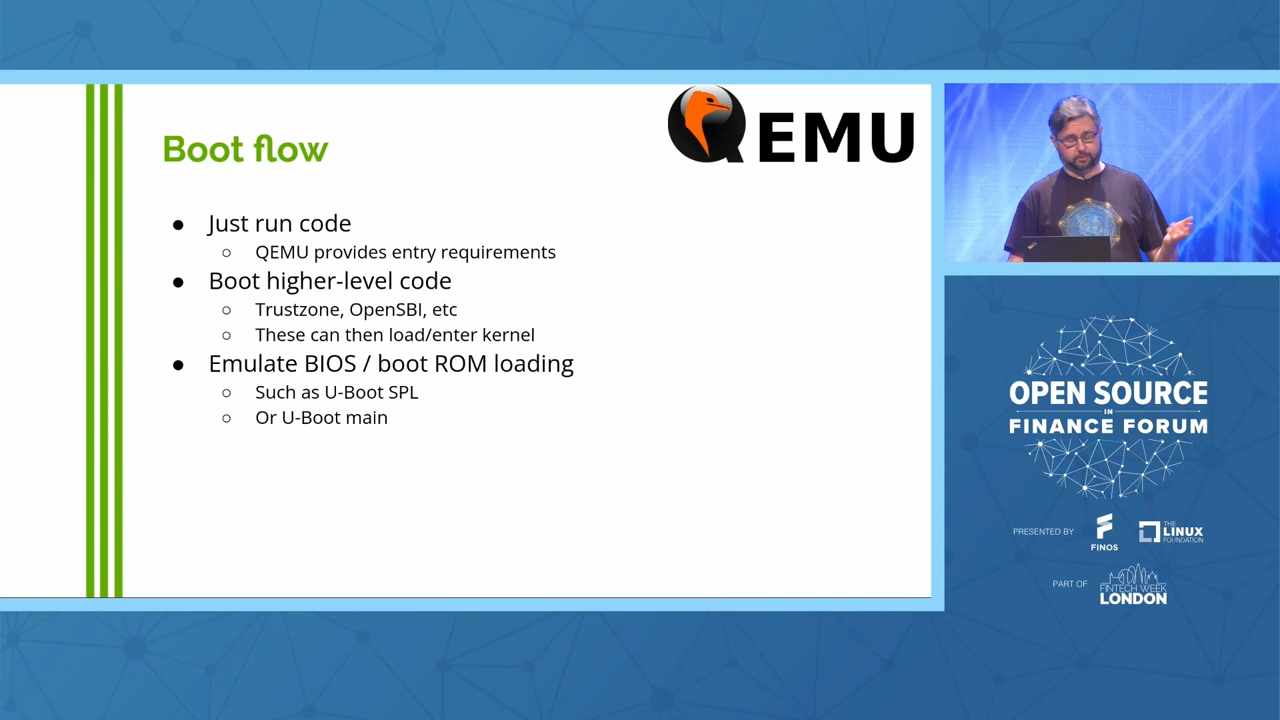 QEMU
Boot flow
● Just run code
○ QEMU provides entry requirements
● Boot higher-level code
○ Trustzone, OpenSBI, etc
○ These can then load/enter kernel
● Emulate BIOS / boot ROM loading
○ Such as U-Boot SPL
○ Or U-Boot main
OPEN SOURCE
IN
FINANCE FORUM
PRESENTED BY
FINOS
THE
LINUX
FOUNDATION
PART OF
FINTECH WEEK
LONDON